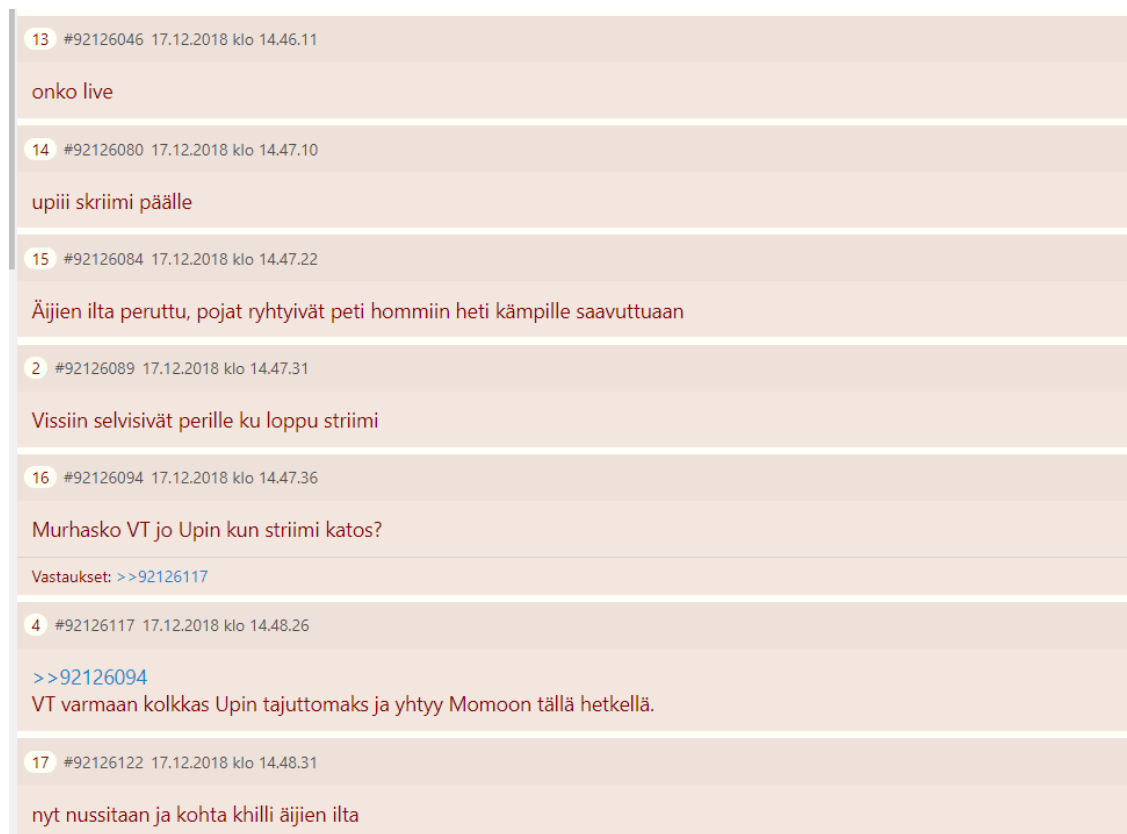 13 #92126046 17.12.2018 klo 14.46.11
onko live
14 #92126080 17.12.2018 klo 14.47.10
upiii skriimi päälle
15 #92126084 17.12.2018 klo 14.47.22
Äijien ilta peruttu, pojat ryhtyivät peti hommiin heti kämpille saavuttuaan
2 #92126089 17.12.2018 klo 14.47.31
Vissiin selvisivät perille ku loppu striimi
16 #92126094 17.12.2018 klo 14.47.36
Murhasko VT jo Upin kun striimi katos?
Vastaukset: >>92126117
4 #92126117 17.12.2018 klo 14.48.26
>>92126094
VT varmaan kolkkas Upin tajuttomaks ja yhtyy Momoon tällä hetkellä.
17 #92126122 17.12.2018 klo 14.48.31
nyt nussitaan ja kohta khilli äijien ilta